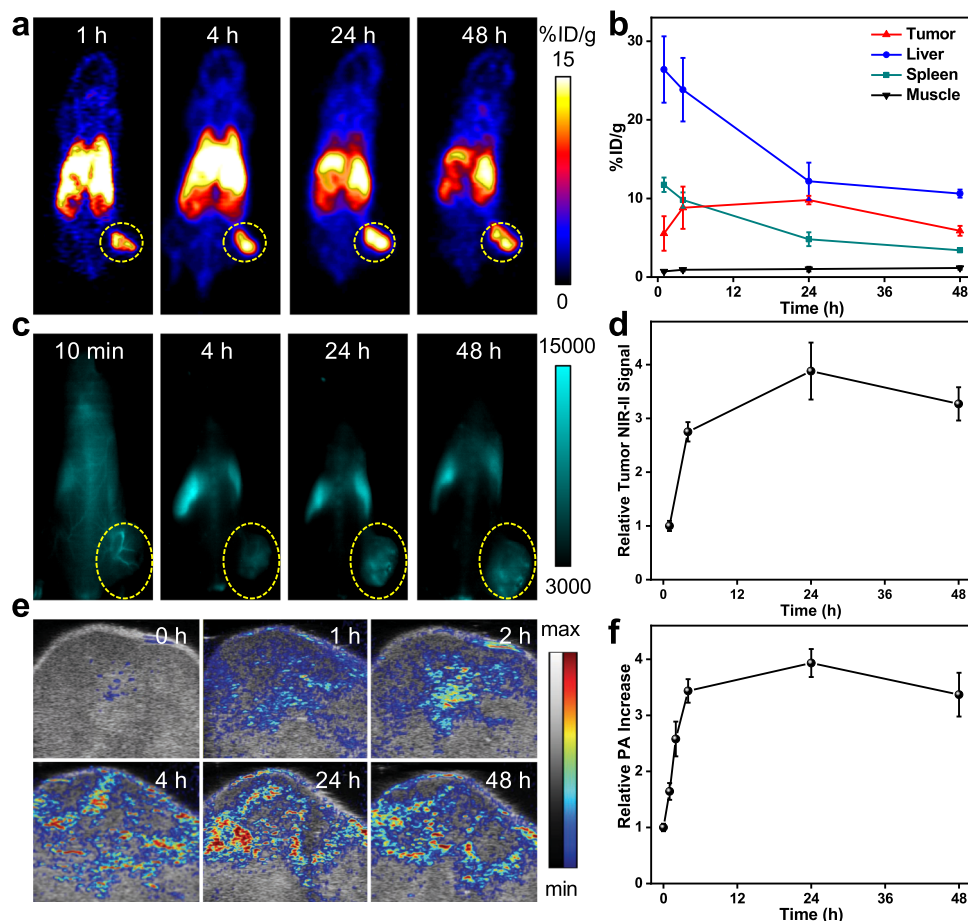 a
1 h
4 h
24 h
48 h
%ID/g
15
0
b
30
20
10
0
%ID/g
Tumor
Liver
Spleen
Muscle
0 12 24 36 48
Time (h)
c
10 min
4 h
24 h
48 h
15000
3000
d
4
3
2
1
0
Relative Tumor NIR-II Signal
0 12 24 36 48
Time (h)
e
0 h
1 h
2 h
4 h
24 h
48 h
max
min
f
4
3
2
1
0
Relative PA Increase
0 12 24 36 48
Time (h)